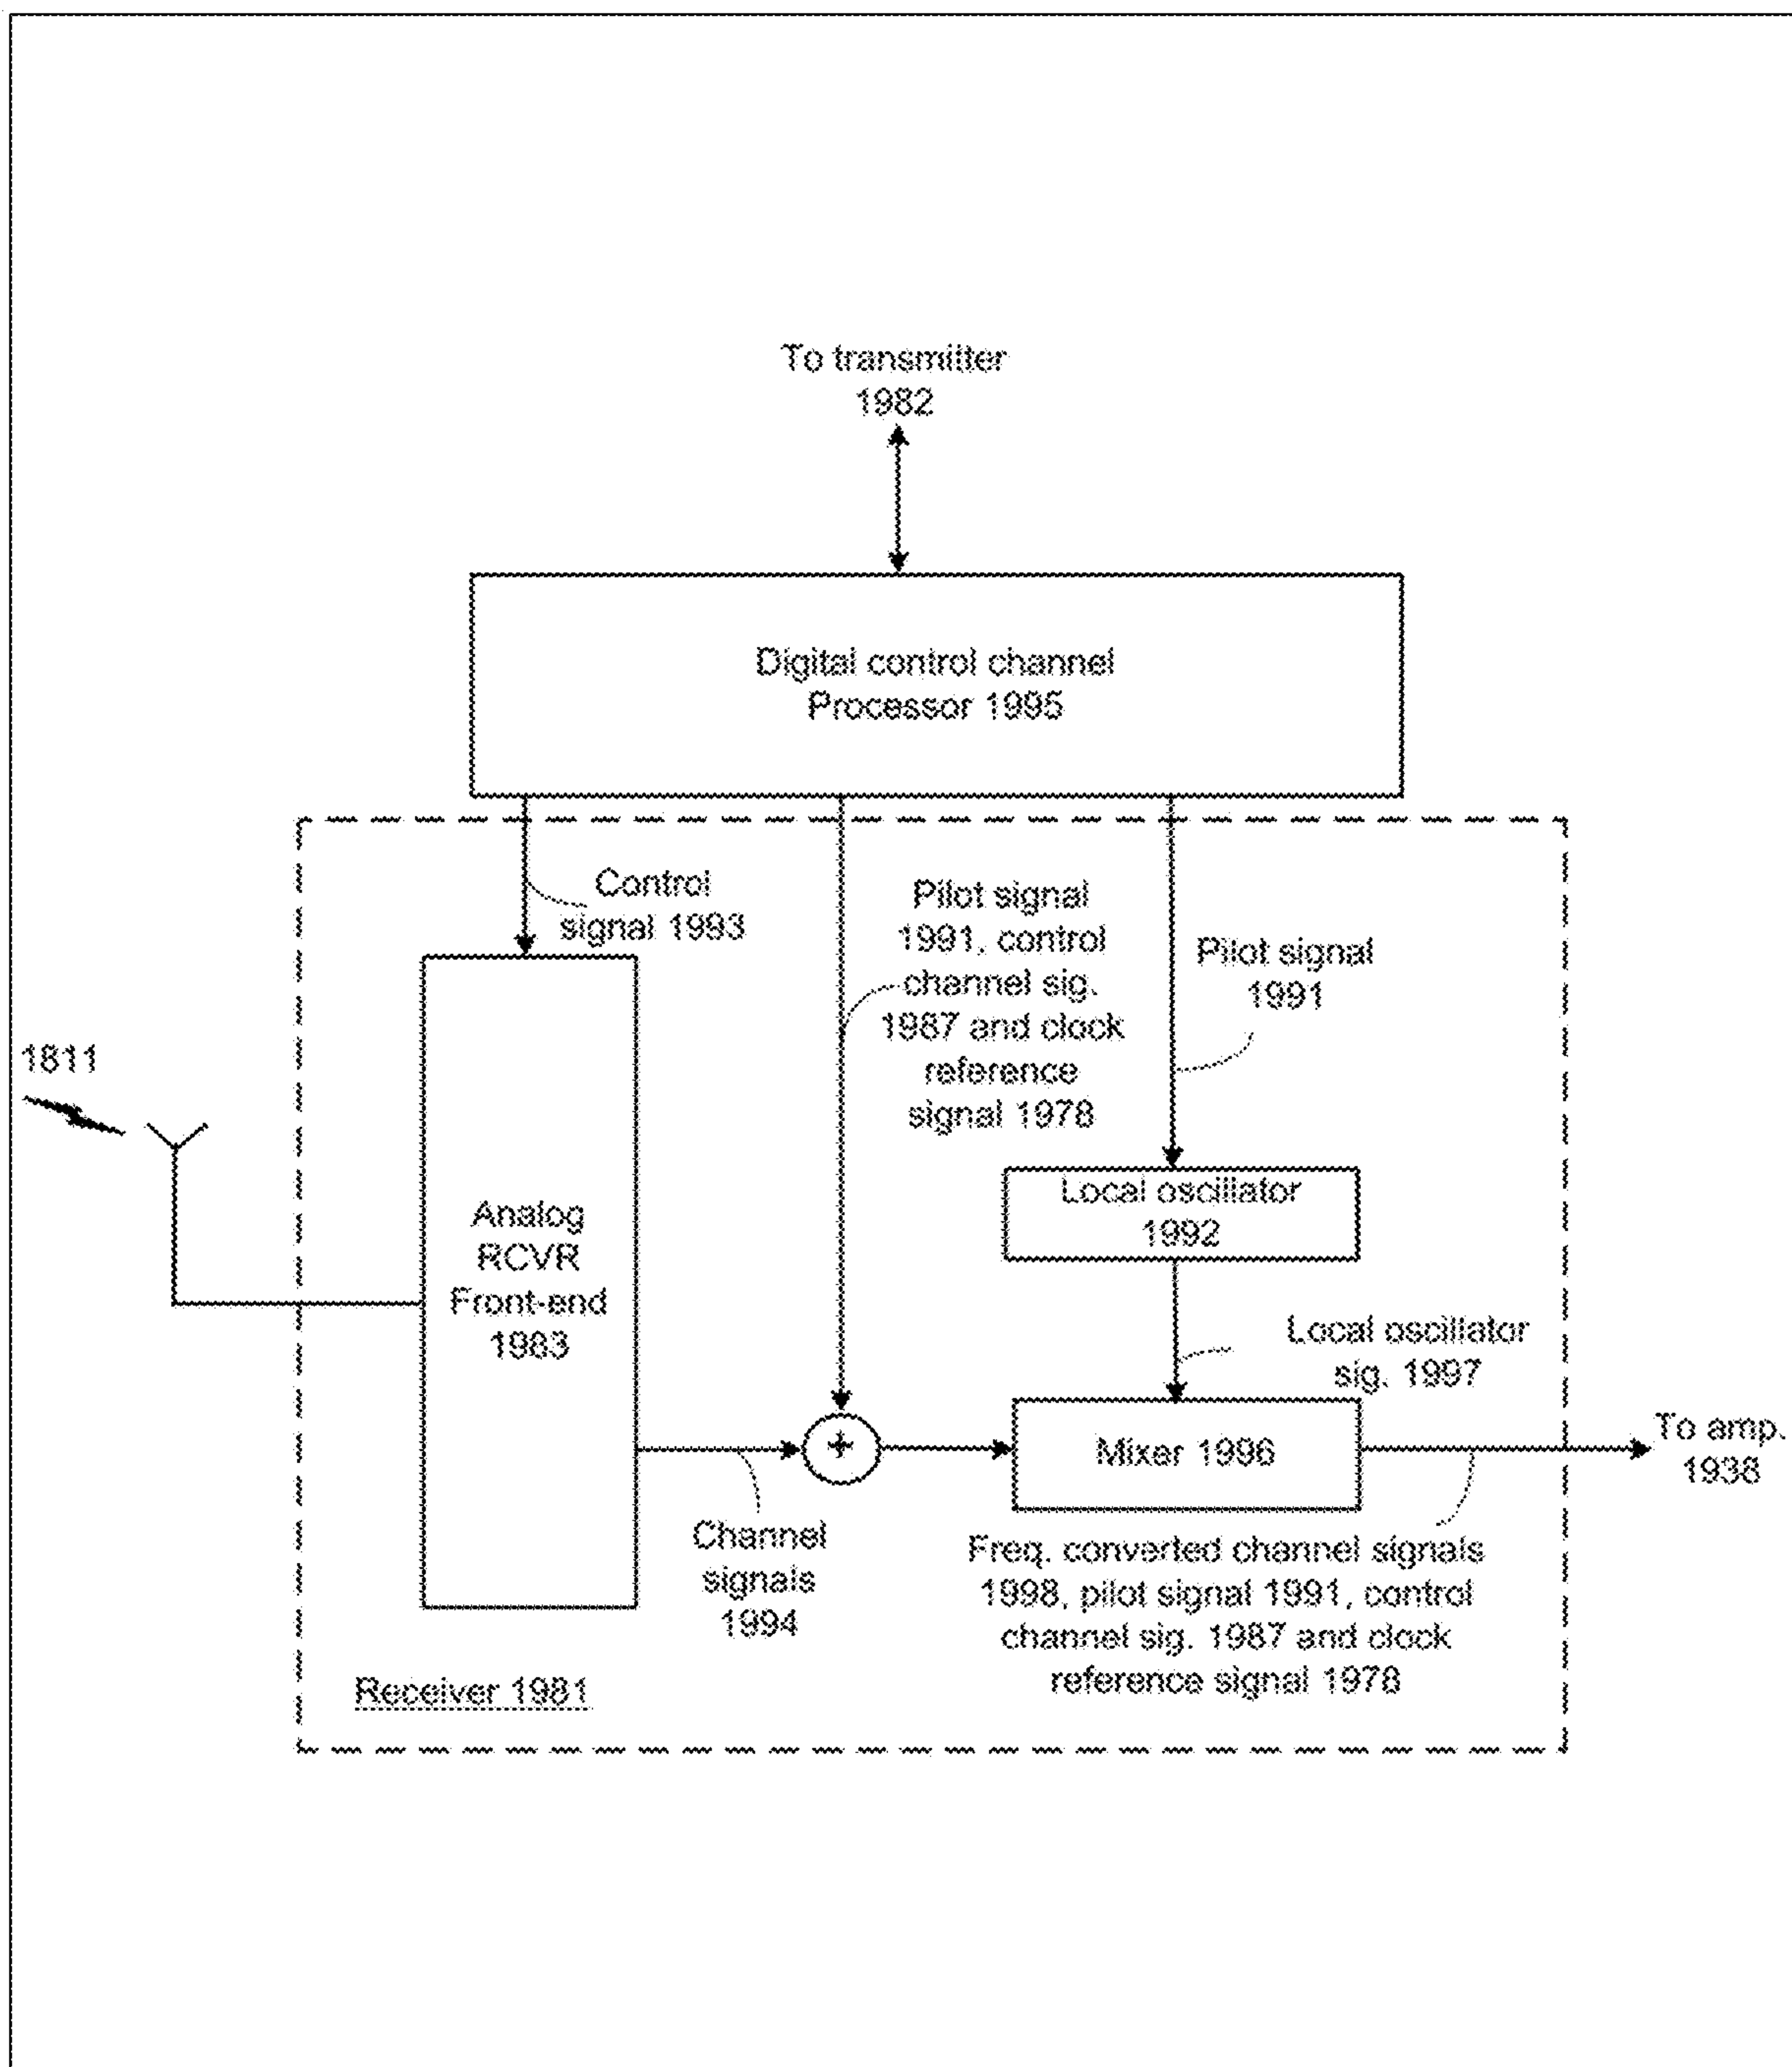 To transmitter
1982
Digital control channel
Processor 1995
Control
signal 1993
Pilot signal
1991, control
channel sig.
1987 and clock
reference
signal 1978
Pilot signal
1991
1811
Local oscillator
1992
Analog
RCVR
Front-end
1983
Local oscillator
sig. 1997
+
Mixer 1996
To amp.
1938
Channel
signals
1994
Freq. converted channel signals
1998, pilot signal 1991, control
channel sig. 1987 and clock
reference signal 1978
Receiver 1981